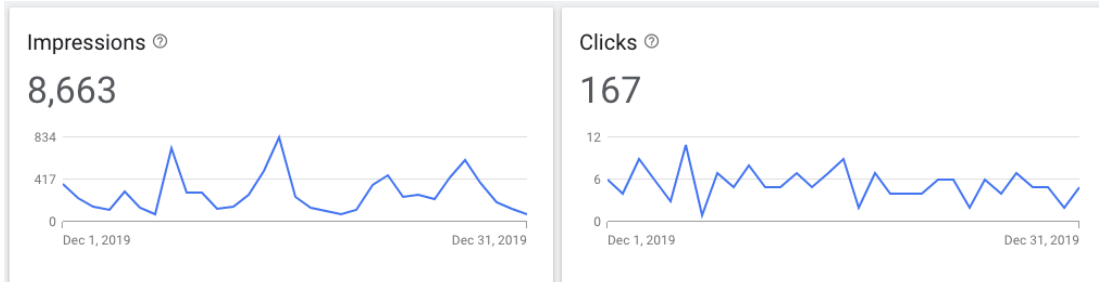 Impressions
8,663
834
417
0
Dec 1, 2019 Dec 31, 2019
Clicks
167
12
6
0
Dec 1, 2019 Dec 31, 2019